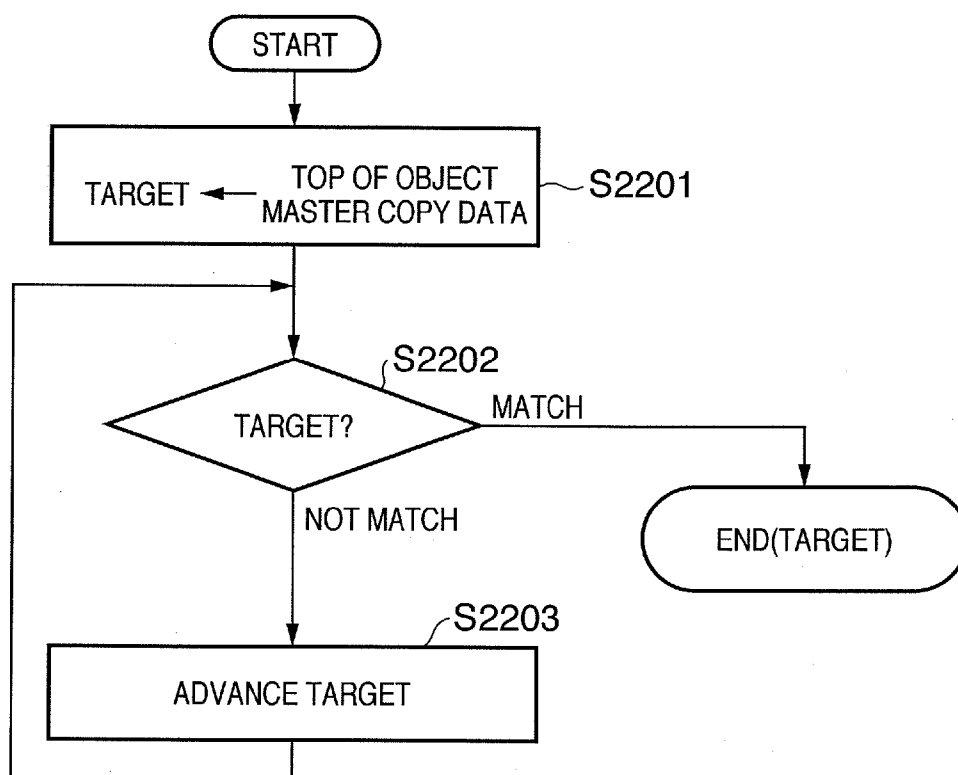 START
TARGET ← TOP OF OBJECT
MASTER COPY DATA
S2201
S2202
TARGET?
MATCH
NOT MATCH
END(TARGET)
S2203
ADVANCE TARGET